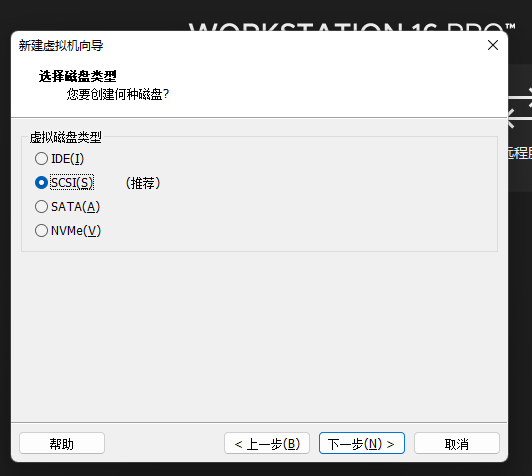 WORKSTATION 16 PRO™
新建虚拟机向导
选择磁盘类型
您要创建何种磁盘?
虚拟磁盘类型
IDE(I)
SCSI(S) （推荐）
SATA(A)
NVMe(V)
远程
帮助
< 上一步(B)
下一步(N) >
取消